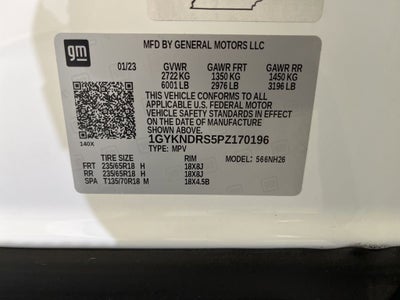 gm
MFD BY GENERAL MOTORS LLC
01/23 GVWR GAWR FRT GAWR RR
2722 KG 1350 KG 1450 KG
6001 LB 2976 LB 3196 LB
THIS VEHICLE CONFORMS TO ALL
APPLICABLE U.S. FEDERAL MOTOR
VEHICLE SAFETY STANDARDS IN EFFECT
ON THE DATE OF MANUFACTURE
SHOWN ABOVE.
140X
1GYKNDRS5PZ170196
TYPE: MPV
TIRE SIZE RIM MODEL: 566NH26
FRT 235/65R18 H 18X8J
RR 235/65R18 H 18X8J
SPA T135/70R18 M 18X4.5B